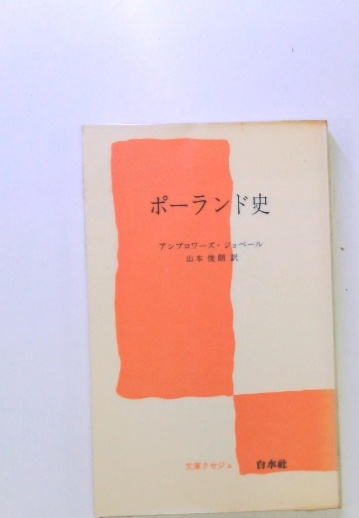 ポーランド史
アンブロワーズ・ジョベール
山本俊朗訳
文庫クセジュ
白水社